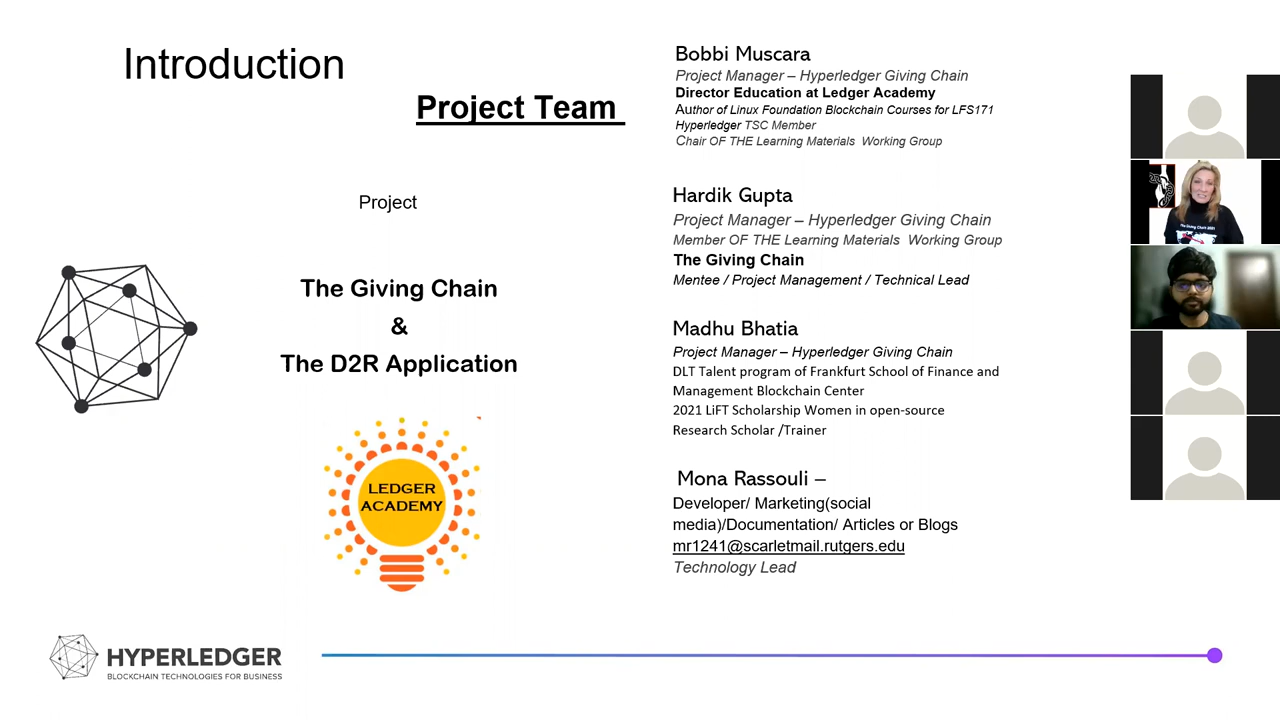 Introduction
Project Team
Project
The Giving Chain
&
The D2R Application
LEDGER
ACADEMY
Bobbi Muscara
Project Manager – Hyperledger Giving Chain
Director Education at Ledger Academy
Author of Linux Foundation Blockchain Courses for LFS171
Hyperledger TSC Member
Chair OF THE Learning Materials Working Group
Hardik Gupta
Project Manager – Hyperledger Giving Chain
Member OF THE Learning Materials Working Group
The Giving Chain
Mentee / Project Management / Technical Lead
Madhu Bhatia
Project Manager – Hyperledger Giving Chain
DLT Talent program of Frankfurt School of Finance and
Management Blockchain Center
2021 LiFT Scholarship Women in open-source
Research Scholar /Trainer
Mona Rassouli –
Developer/ Marketing(social
media)/Documentation/ Articles or Blogs
mr1241@scarletmail.rutgers.edu
Technology Lead
The Giving Chain 2021
HYPERLEDGER
BLOCKCHAIN TECHNOLOGIES FOR BUSINESS